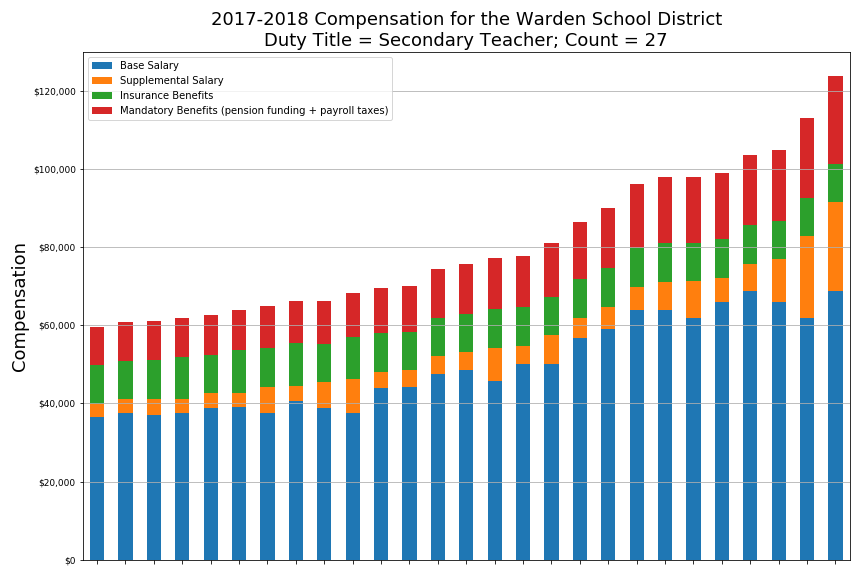 2017-2018 Compensation for the Warden School District
Duty Title = Secondary Teacher; Count = 27
Base Salary
Supplemental Salary
Insurance Benefits
Mandatory Benefits (pension funding + payroll taxes)
$120,000
$100,000
$80,000
$60,000
$40,000
$20,000
$0
Compensation